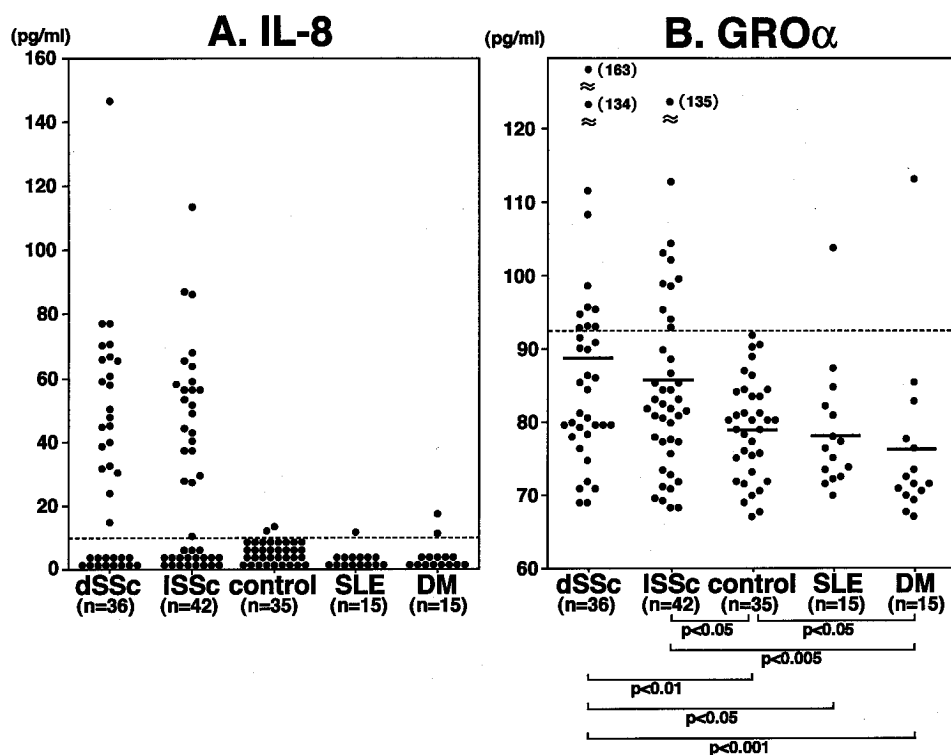 A. IL-8
(pg/ml)
160
140
120
100
80
60
40
20
0
dSSc lSSc control SLE DM
(n=36) (n=42) (n=35) (n=15) (n=15)
B. GROα
(pg/ml)
(163)
(134) (135)
120
110
100
90
80
70
60
dSSc lSSc control SLE DM
(n=36) (n=42) (n=35) (n=15) (n=15)
p<0.05 p<0.05
p<0.005
p<0.01
p<0.05
p<0.001